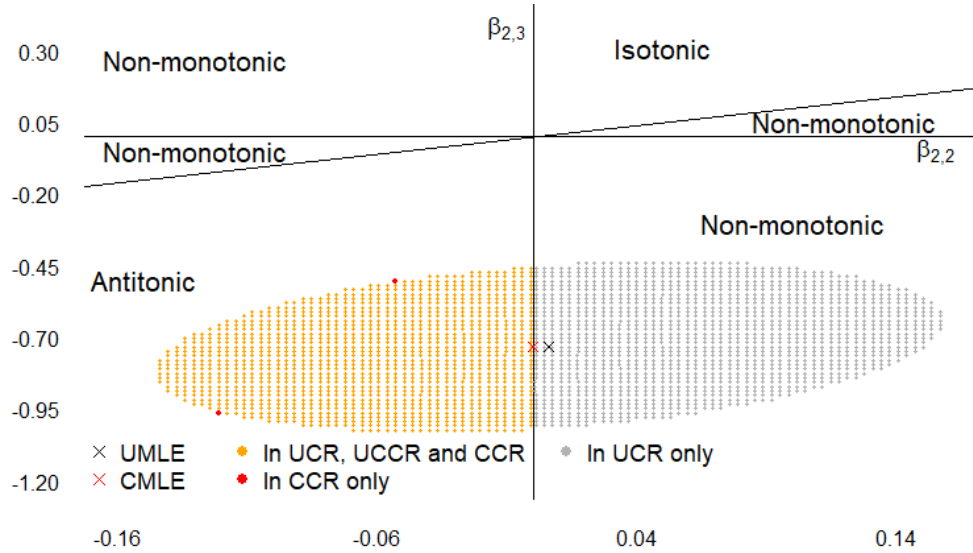 β2,3
0.30
Non-monotonic
Isotonic
0.05
Non-monotonic
Non-monotonic
β2,2
-0.20
Non-monotonic
-0.45
Antitonic
-0.70
-0.95
UMLE
In UCR, UCCR and CCR
In UCR only
CMLE
In CCR only
-1.20
-0.16
-0.06
0.04
0.14